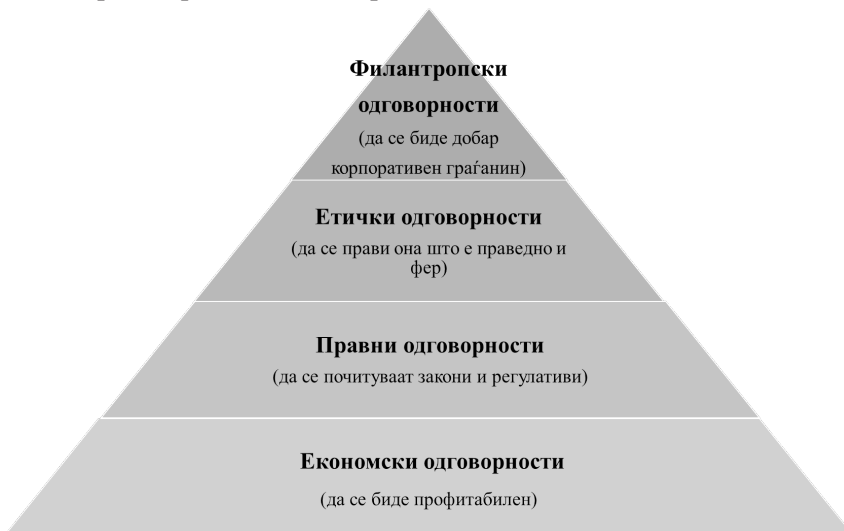 Филантропски
одговорности
(да се биде добар
корпоративен граѓанин)
Етички одговорности
(да се прави она што е праведно и
фер)
Правни одговорности
(да се почитуваат закони и регулативи)
Економски одговорности
(да се биде профитабилен)